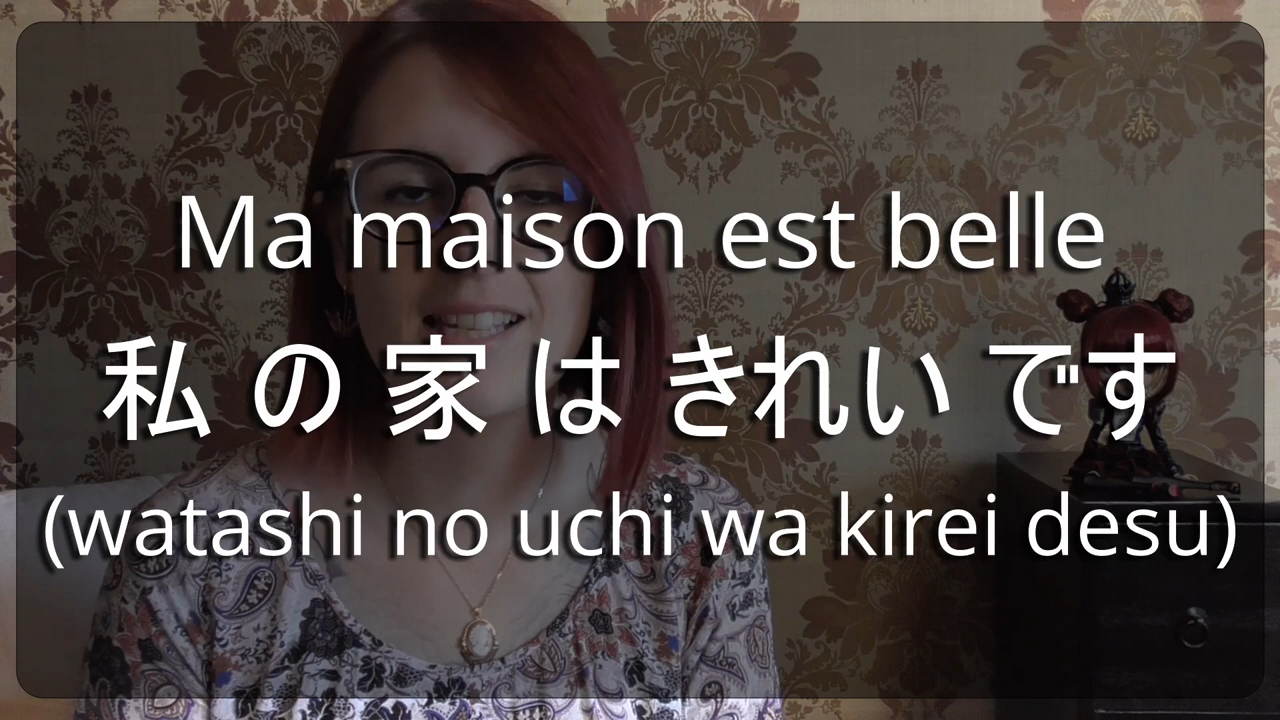 Ma maison est belle
私 の 家 は きれい です
(watashi no uchi wa kirei desu)